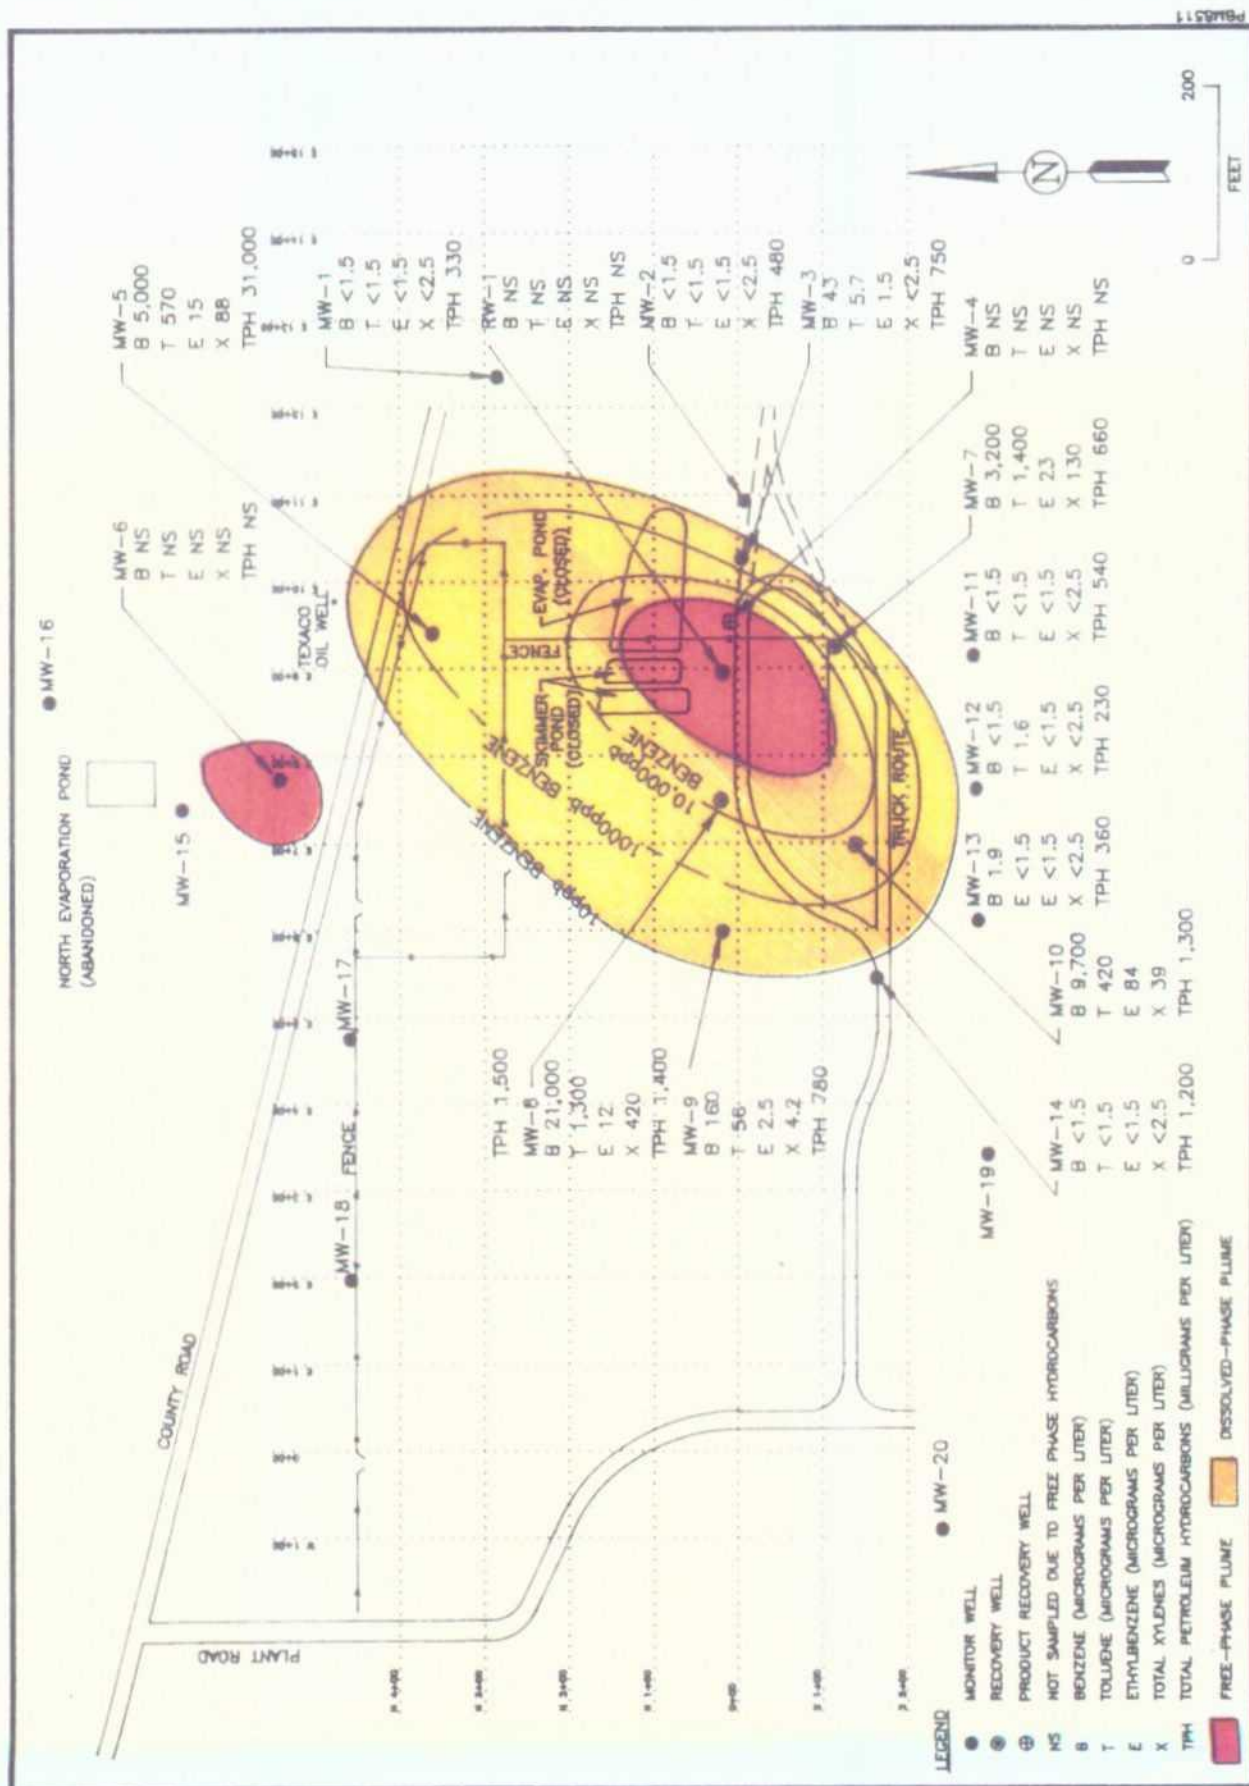 PBM8511
NORTH EVAPORATION POND
(ABANDONED)
MW-16
MW-15
COUNTY ROAD
PLANT ROAD
TEXACO
OIL WELL
MW-17
MW-18
FENCE
MW-6
B NS
T NS
E NS
X NS
TPH NS
MW-5
B 5,000
T 570
E 15
X 88
TPH 31,000
MW-1
B <1.5
T <1.5
E <1.5
X <2.5
TPH 330
RW-1
B NS
T NS
E NS
X NS
TPH NS
MW-2
B <1.5
T <1.5
E <1.5
X <2.5
TPH 480
MW-3
B 43
T 5.7
E 1.5
X <2.5
TPH 750
MW-4
B NS
T NS
E NS
X NS
TPH NS
MW-7
B 3,200
T 1,400
E 23
X 130
TPH 660
MW-11
B <1.5
T <1.5
E <1.5
X <2.5
TPH 540
MW-12
B <1.5
T 1.6
E <1.5
X <2.5
TPH 230
MW-13
B 1.9
E <1.5
E <1.5
X <2.5
TPH 360
MW-10
B 9,700
T 420
E 84
X 39
TPH 1,300
MW-14
B <1.5
T <1.5
E <1.5
X <2.5
TPH 1,200
TPH 1,500
MW-8
B 21,000
T 1,300
E 12
X 420
TPH 1,400
MW-9
B 160
T 56
E 2.5
X 4.2
TPH 780
MW-19
MW-20
EVAP. POND
(CLOSED)
FENCE
SKIMMER
POND
(CLOSED)
10,000ppb
BENZENE
1000ppb BENZENE
10ppb BENZENE
TRUCK ROUTE
N
0 200
FEET
LEGEND
MONITOR WELL
RECOVERY WELL
PRODUCT RECOVERY WELL
NS NOT SAMPLED DUE TO FREE PHASE HYDROCARBONS
B BENZENE (MICROGRAMS PER LITER)
T TOLUENE (MICROGRAMS PER LITER)
E ETHYLBENZENE (MICROGRAMS PER LITER)
X TOTAL XYLENES (MICROGRAMS PER LITER)
TPH TOTAL PETROLEUM HYDROCARBONS (MILLIGRAMS PER LITER)
FREE-PHASE PLUME
DISSOLVED-PHASE PLUME